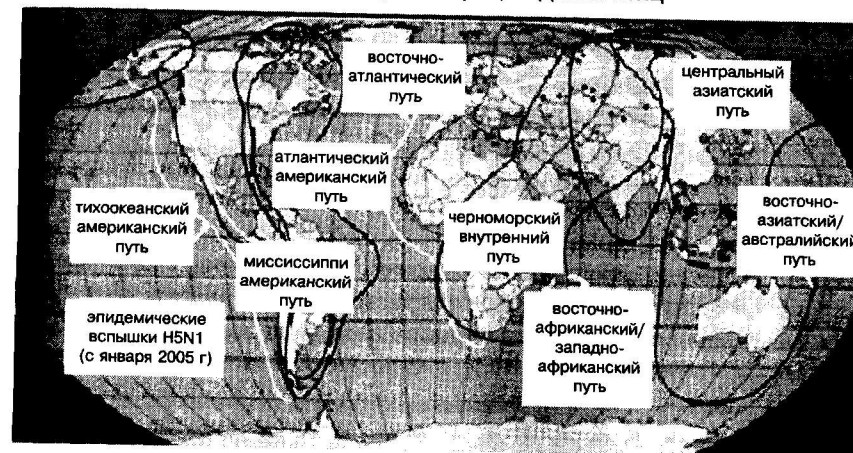 восточно-
атлантический
путь
центральный
азиатский
путь
атлантический
американский
путь
тихоокеанский
американский
путь
черноморский
внутренний
путь
восточно-
азиатский/
австралийский
путь
миссиссиппи
американский
путь
эпидемические
вспышки H5N1
(с января 2005 г)
восточно-
африканский/
западно-
африканский
путь